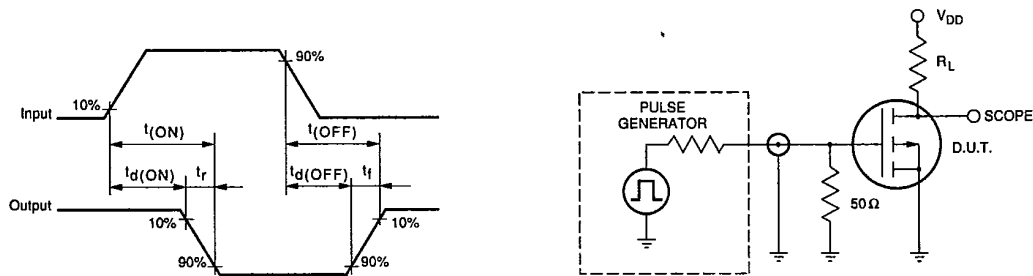 Input
10%
90%
t(ON)
t(OFF)
td(ON)
tr
td(OFF)
tf
Output
10%
90%
90%
10%
PULSE
GENERATOR
VDD
RL
SCOPE
D.U.T.
50Ω